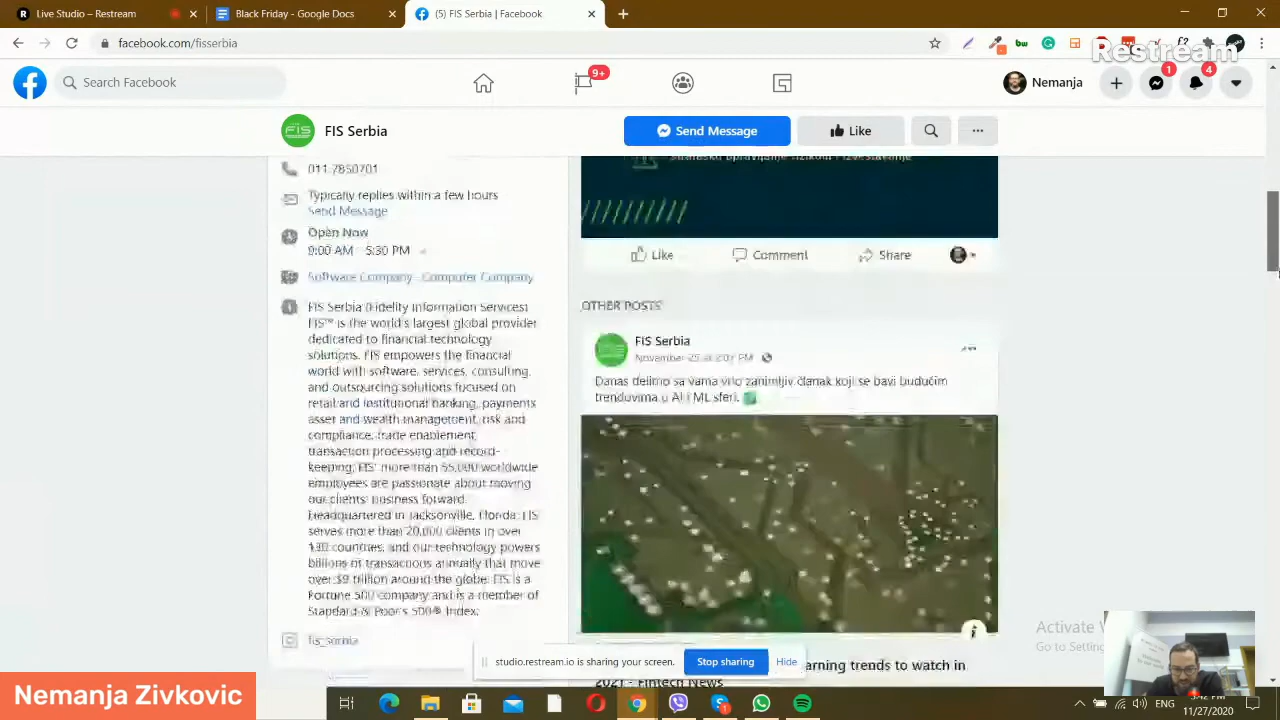 Live Studio – Restream
Black Friday - Google Docs
(5) FIS Serbia | Facebook
facebook.com/fisserbia
Restream
Search Facebook
9+
Nemanja
1
4
FIS Serbia
Send Message
Like
011-7850701
Typically replies within a few hours
Send Message
Open Now
9:00 AM - 5:30 PM
Software Company · Computer Company
FIS Serbia (Fidelity Information Services)
FIS™ is the world's largest global provider
dedicated to financial technology
solutions. FIS empowers the financial
world with software, services, consulting,
and outsourcing solutions focused on
retail and institutional banking, payments
asset and wealth management, risk and
compliance, trade enablement,
transaction processing and record-
keeping. FIS' more than 55,000 worldwide
employees are passionate about moving
our clients' business forward.
Headquartered in Jacksonville, Florida, FIS
serves more than 20,000 clients in over
130 countries, and our technology powers
billions of transactions annually that move
over $9 trillion around the globe. FIS is a
Fortune 500 company and is a member of
Standard & Poor's 500® Index.
fis_serbia
Like
Comment
Share
OTHER POSTS
FIS Serbia
November 25 at 2:07 PM
Danas delimo sa vama vrlo zanimljiv članak koji se bavi budućim
trendovima u AI i ML sferi.
arning trends to watch in
2021 - FinTech News
studio.restream.io is sharing your screen.
Stop sharing
Hide
Activate
Go to Setting
Nemanja Zivkovic
ENG
11/27/2020